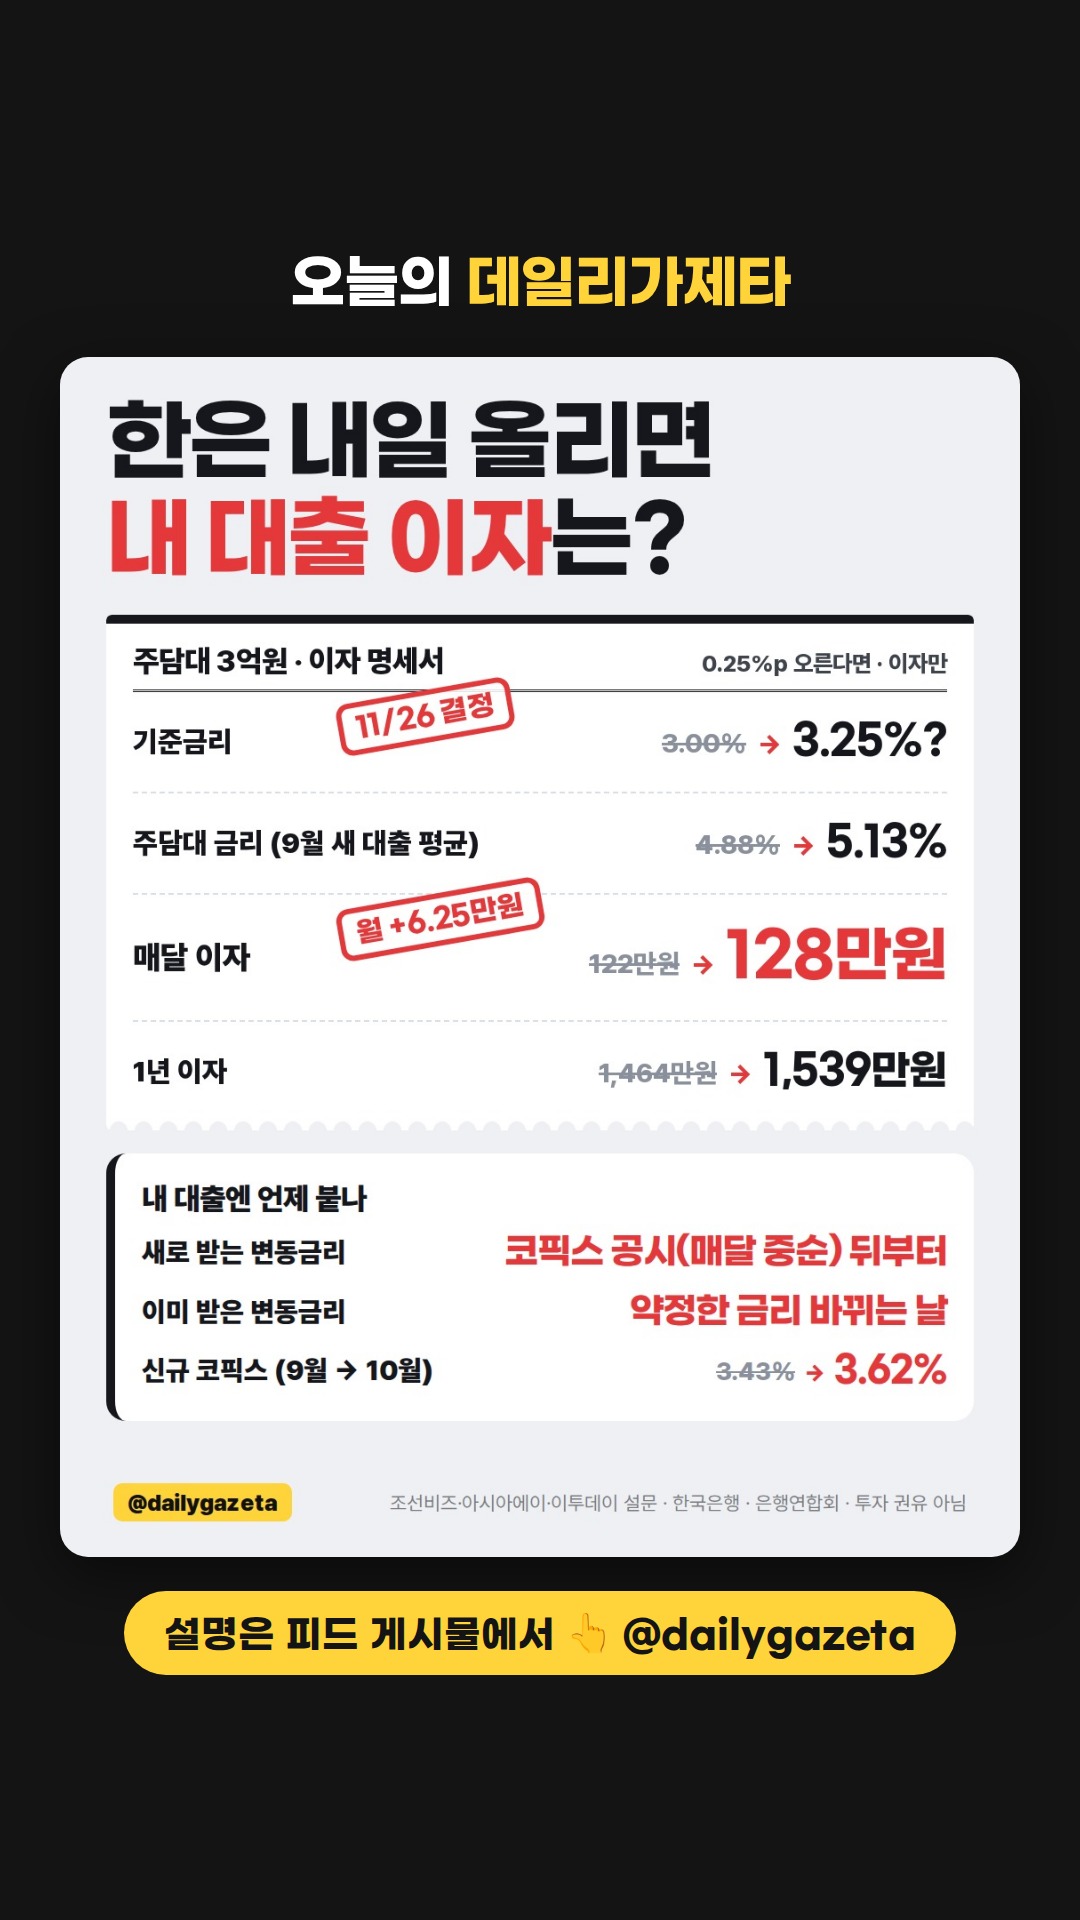 오늘의 데일리가제타
한은 내일 올리면
내 대출 이자는?
주담대 3억원 · 이자 명세서
0.25%p 오른다면 · 이자만
11/26 결정
기준금리
3.00% → 3.25%?
주담대 금리 (9월 새 대출 평균)
4.88% → 5.13%
월 +6.25만원
매달 이자
122만원 → 128만원
1년 이자
1,464만원 → 1,539만원
내 대출엔 언제 붙나
새로 받는 변동금리
코픽스 공시(매달 중순) 뒤부터
이미 받은 변동금리
약정한 금리 바뀌는 날
신규 코픽스 (9월 → 10월)
3.43% → 3.62%
@dailygazeta
조선비즈·아시아에이·이투데이 설문 · 한국은행 · 은행연합회 · 투자 권유 아님
설명은 피드 게시물에서 👆 @dailygazeta